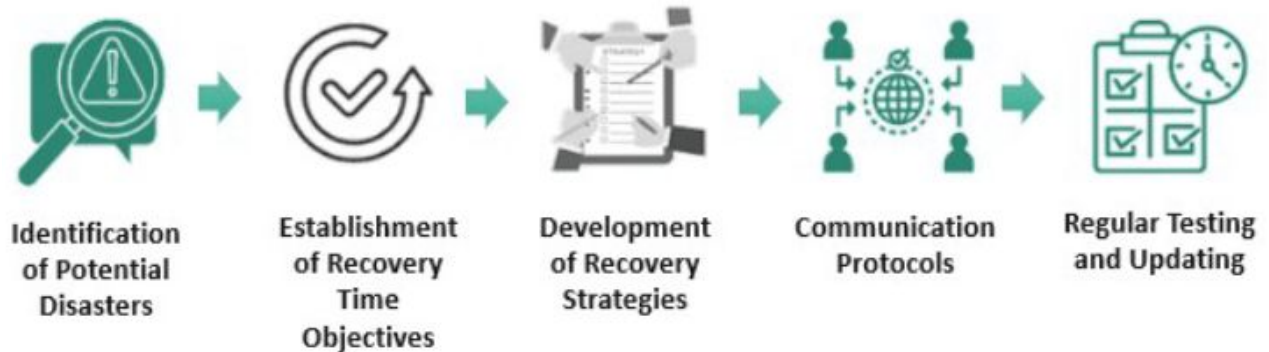 Identification
of Potential
Disasters
Establishment
of Recovery
Time
Objectives
STRATEGY
Development
of Recovery
Strategies
Communication
Protocols
Regular Testing
and Updating